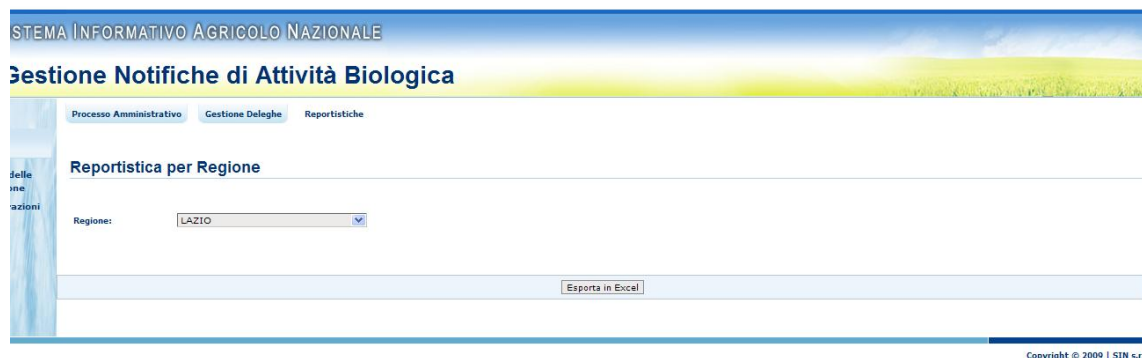 STEMA INFORMATIVO AGRICOLO NAZIONALE
Gestione Notifiche di Attività Biologica
Processo Amministrativo Gestione Deleghe Reportistiche
delle
one
razioni
Reportistica per Regione
Regione: LAZIO
Esporta in Excel
Copyright © 2009 | SIN s.r